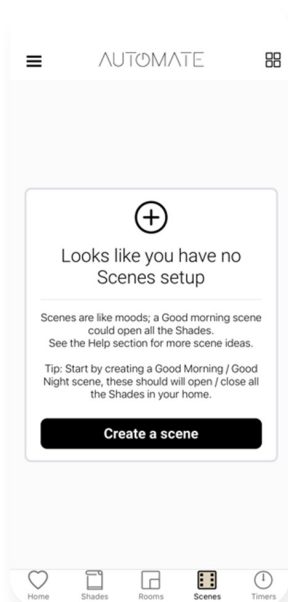 AUTOMATE
Looks like you have no
Scenes setup
Scenes are like moods; a Good morning scene
could open all the Shades.
See the Help section for more scene ideas.
Tip: Start by creating a Good Morning / Good
Night scene, these should will open / close all
the Shades in your home.
Create a scene
Home Shades Rooms Scenes Timers